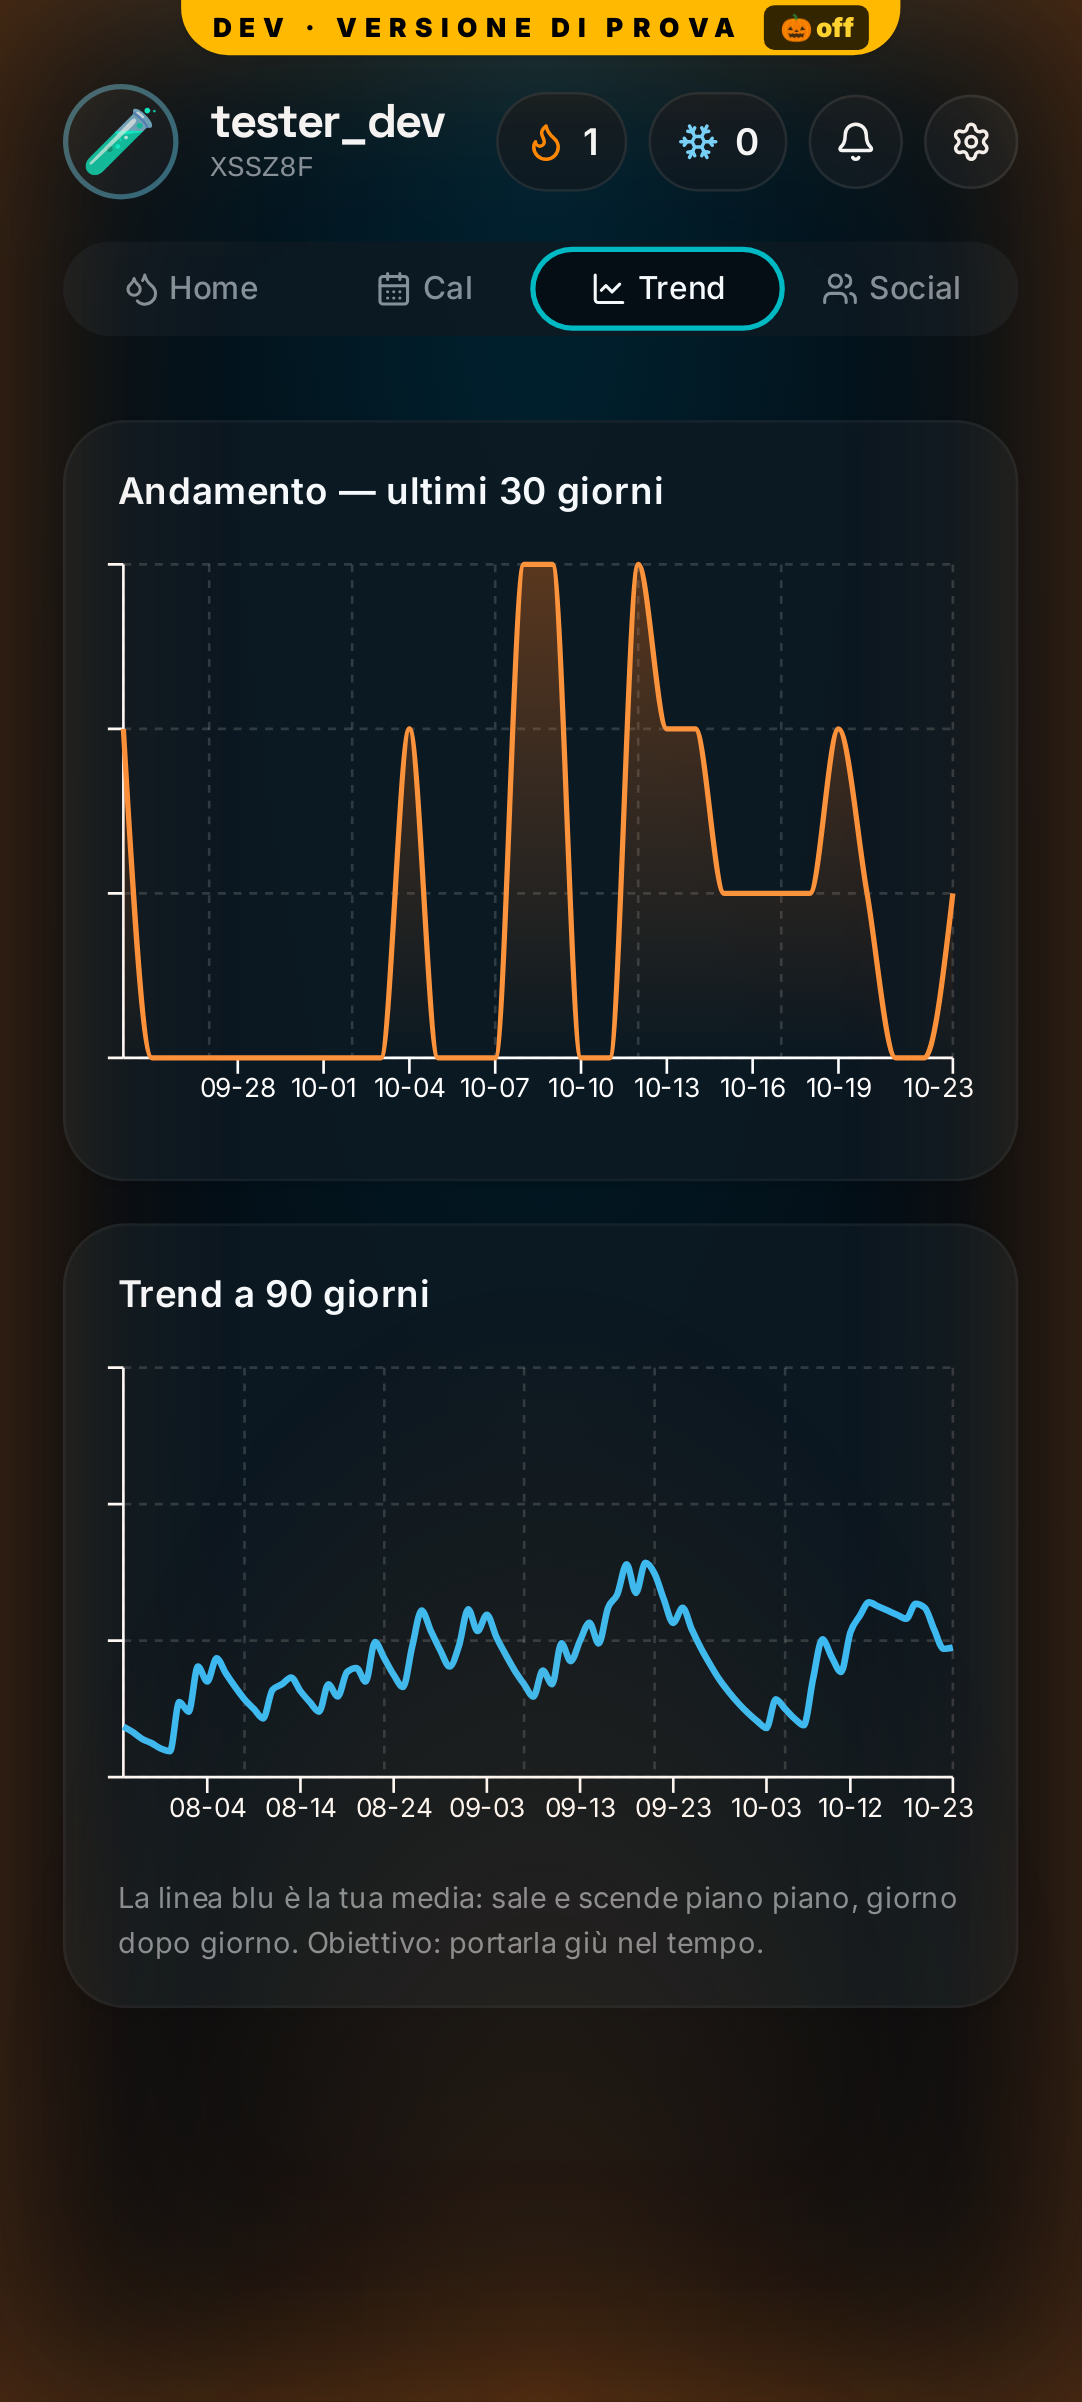 DEV · VERSIONE DI PROVA 🎃 off
tester_dev
XSSZ8F
1
0
Home
Cal
Trend
Social
Andamento — ultimi 30 giorni
09-28 10-01 10-04 10-07 10-10 10-13 10-16 10-19 10-23
Trend a 90 giorni
08-04 08-14 08-24 09-03 09-13 09-23 10-03 10-12 10-23
La linea blu è la tua media: sale e scende piano piano, giorno
dopo giorno. Obiettivo: portarla giù nel tempo.